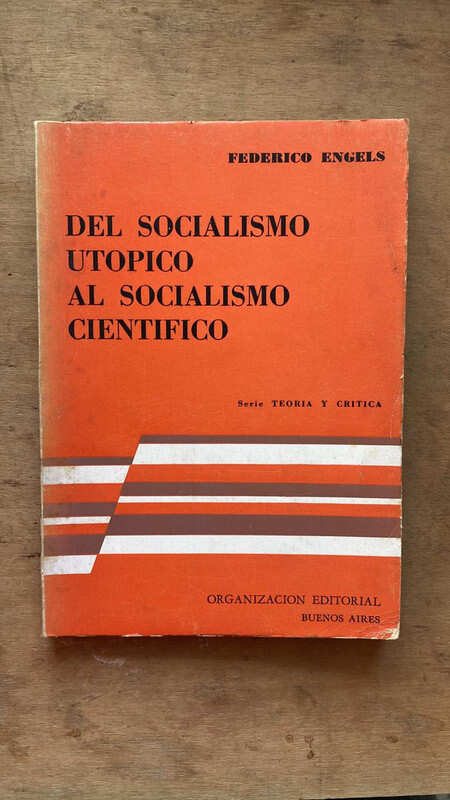 FEDERICO ENGELS
DEL SOCIALISMO
UTOPICO
AL SOCIALISMO
CIENTIFICO
Serie TEORIA Y CRITICA
ORGANIZACION EDITORIAL
BUENOS AIRES